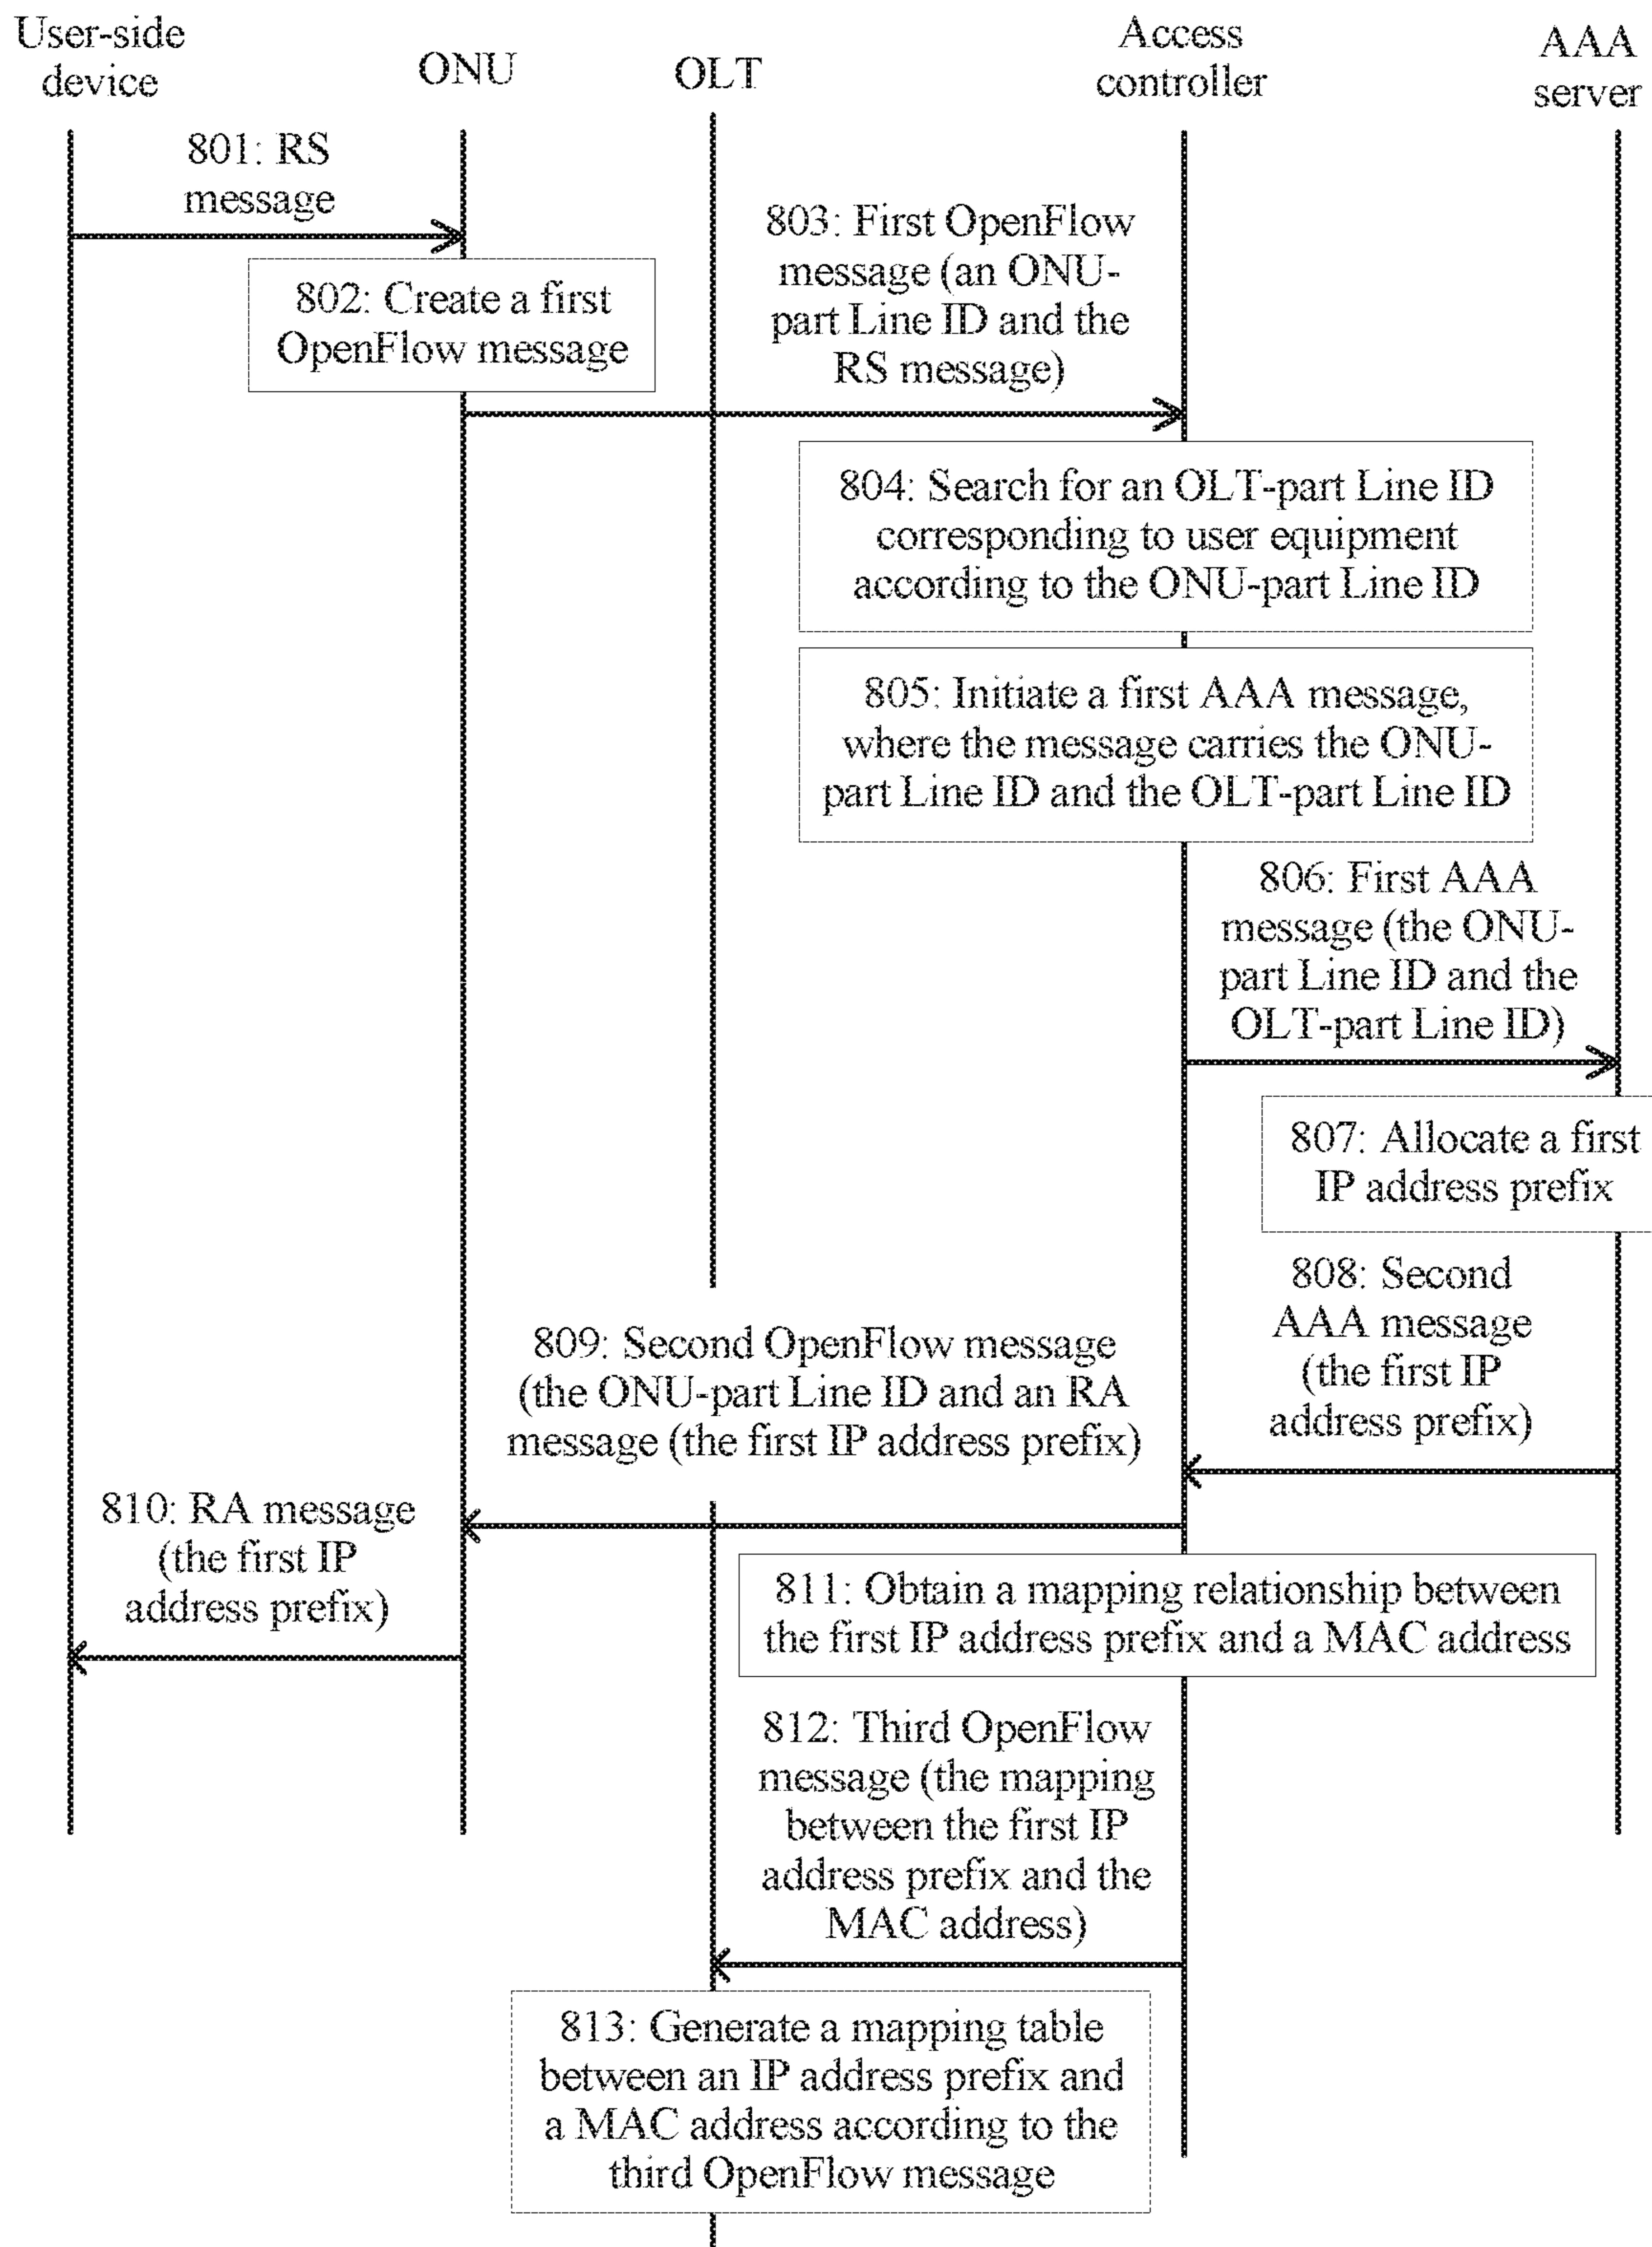 User-side
device
ONU
OLT
Access
controller
AAA
server
801: RS
message
802: Create a first
OpenFlow message
803: First OpenFlow
message (an ONU-
part Line ID and the
RS message)
804: Search for an OLT-part Line ID
corresponding to user equipment
according to the ONU-part Line ID
805: Initiate a first AAA message,
where the message carries the ONU-
part Line ID and the OLT-part Line ID
806: First AAA
message (the ONU-
part Line ID and the
OLT-part Line ID)
807: Allocate a first
IP address prefix
808: Second
AAA message
(the first IP
address prefix)
809: Second OpenFlow message
(the ONU-part Line ID and an RA
message (the first IP address prefix)
810: RA message
(the first IP
address prefix)
811: Obtain a mapping relationship between
the first IP address prefix and a MAC address
812: Third OpenFlow
message (the mapping
between the first IP
address prefix and the
MAC address)
813: Generate a mapping table
between an IP address prefix and
a MAC address according to the
third OpenFlow message